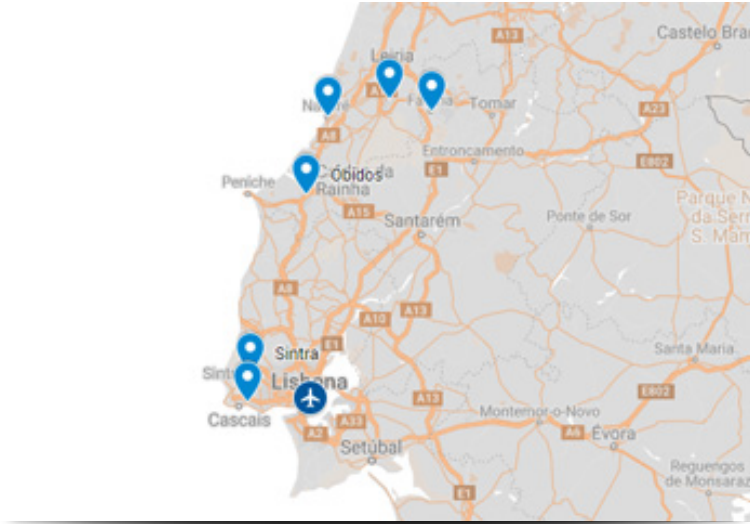 A13
Castelo Bra
Leiria
A23
Tomar
A8
Entroncamento
E802
E1
Peniche
Óbidos
Rainha
A15
Santarém
Ponte de Sor
Parque N
da Serr
S. Mam
A8
A10
A13
E1
Sintra
Santa Maria
Lisbona
E802
A13
Cascais
Montemor-o-Novo
A2
A33
A6
Évora
Setúbal
Reguengos
de Monsaraz
E1